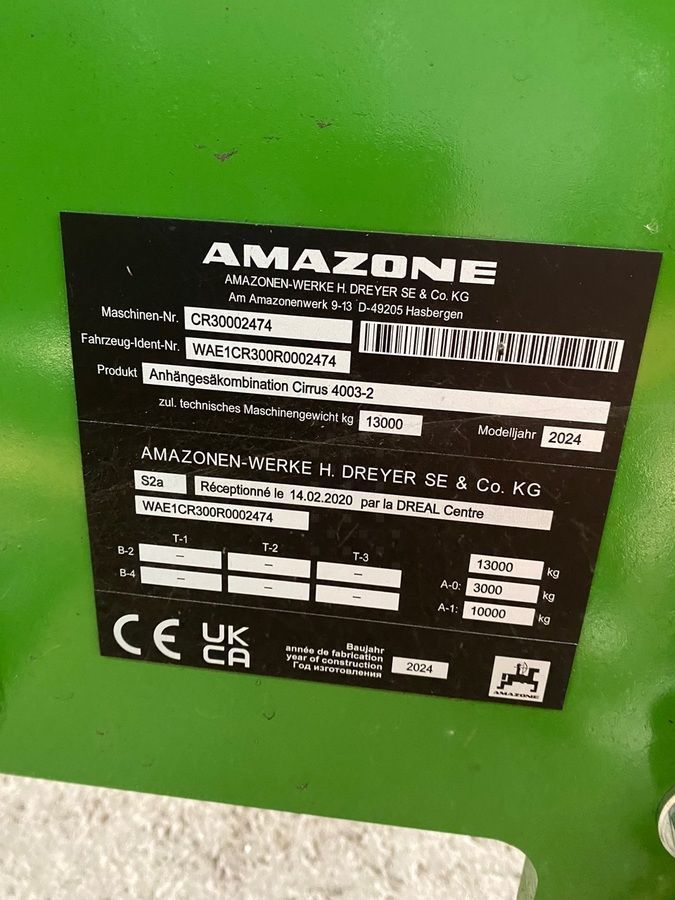 AMAZONE
AMAZONEN-WERKE H. DREYER SE & Co. KG
Am Amazonenwerk 9-13 D-49205 Hasbergen
Maschinen-Nr. CR30002474
Fahrzeug-Ident-Nr. WAE1CR300R0002474
Produkt Anhängesäkombination Cirrus 4003-2
zul. technisches Maschinengewicht kg 13000 Modelljahr 2024
AMAZONEN-WERKE H. DREYER SE & Co. KG
S2a Réceptionné le 14.02.2020 par la DREAL Centre
WAE1CR300R0002474
T-1 T-2 T-3 13000 kg
B-2 – – – A-0: 3000 kg
B-4 – – – A-1: 10000 kg
CE UK CA
Baujahr
année de fabrication
year of construction
Год изготовления
2024
AMAZONE